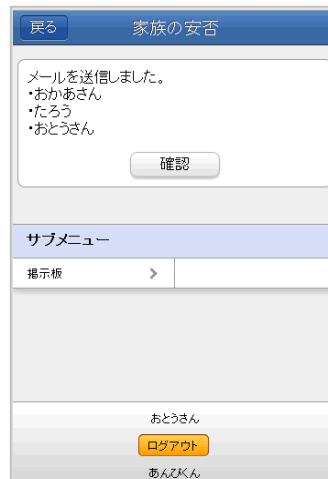 戻る
家族の安否
メールを送信しました。
・おかあさん
・たろう
・おとうさん
確認
サブメニュー
掲示板
おとうさん
ログアウト
あんぴくん